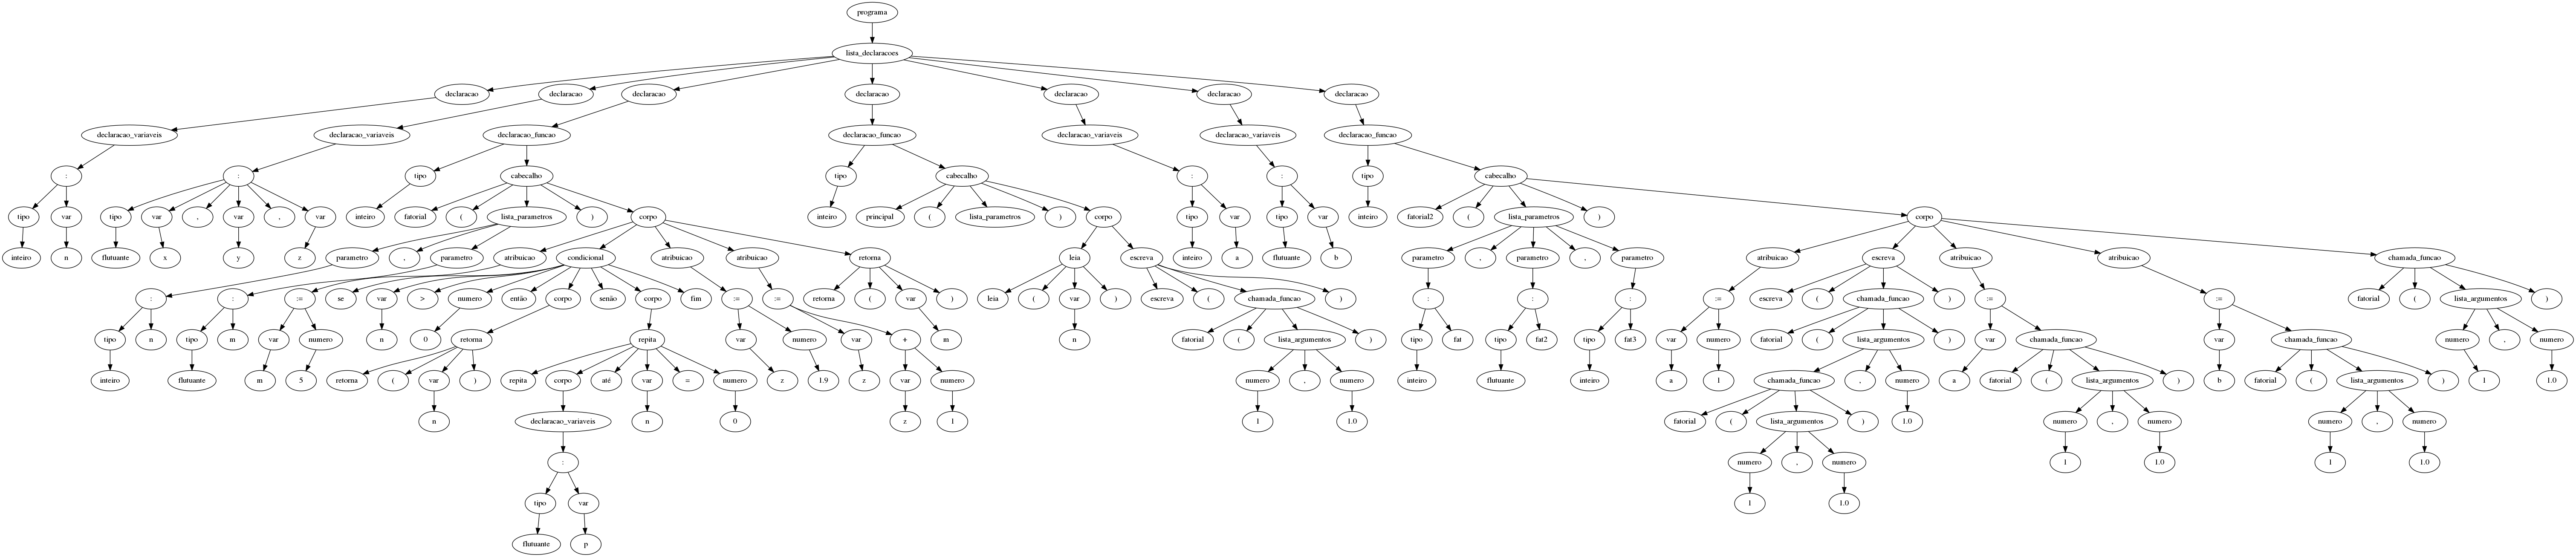 programa
lista_declaracoes
declaracao declaracao declaracao declaracao declaracao declaracao declaracao
declaracao_variaveis declaracao_variaveis declaracao_funcao declaracao_funcao declaracao_variaveis declaracao_variaveis declaracao_funcao
: : tipo cabecalho tipo cabecalho : : tipo cabecalho
tipo var tipo var , var , var inteiro fatorial ( lista_parametros ) corpo inteiro principal ( lista_parametros ) corpo tipo var tipo var inteiro fatorial2 ( lista_parametros ) corpo
inteiro n flutuante x y z parametro , parametro atribuicao condicional atribuicao atribuicao retorna leia escreva inteiro a flutuante b parametro , parametro , parametro atribuicao escreva atribuicao atribuicao chamada_funcao
: : := se var > numero então corpo senão corpo fim := := retorna ( var ) leia ( var ) escreva ( chamada_funcao ) : : : := escreva ( chamada_funcao ) := := fatorial ( lista_argumentos )
tipo n tipo m var numero n 0 retorna repita var numero var + m n fatorial ( lista_argumentos ) tipo fat tipo fat2 tipo fat3 var numero fatorial ( lista_argumentos ) var chamada_funcao var chamada_funcao numero , numero
inteiro flutuante m 5 retorna ( var ) repita corpo até var = numero z 1.9 z var numero numero , numero inteiro flutuante inteiro a 1 chamada_funcao , numero a fatorial ( lista_argumentos ) b fatorial ( lista_argumentos ) 1 1.0
n declaracao_variaveis n 0 z 1 1 1.0 fatorial ( lista_argumentos ) 1.0 numero , numero numero , numero
: numero , numero 1 1.0 1 1.0
tipo var 1 1.0
flutuante p